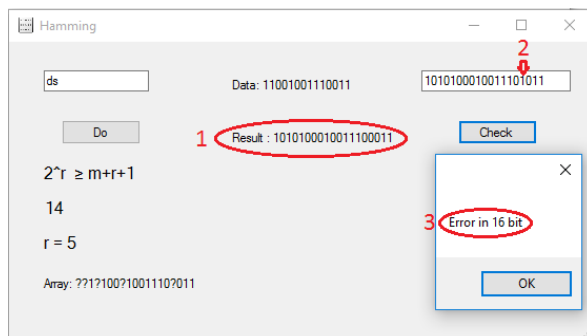 Hamming
2
ds
Data: 11001001110011
1010100010011101011
Do
1
Result : 1010100010011100011
Check
2^r ≥ m+r+1
14
3
Error in 16 bit
r = 5
Array: ??1?100?1001110?011
OK